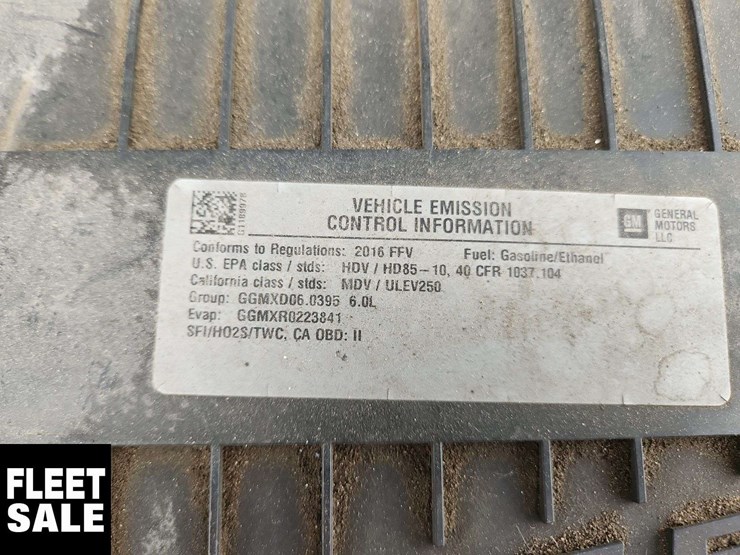 VEHICLE EMISSION
CONTROL INFORMATION
GM
GENERAL
MOTORS
LLC
Conforms to Regulations: 2016 FFV Fuel: Gasoline/Ethanol
U.S. EPA class / stds: HDV / HD85-10, 40 CFR 1037.104
California class / stds: MDV / ULEV250
Group: GGMXD06.0395 6.0L
Evap: GGMXR0223841
SFI/HO2S/TWC, CA OBD: II
FLEET
SALE